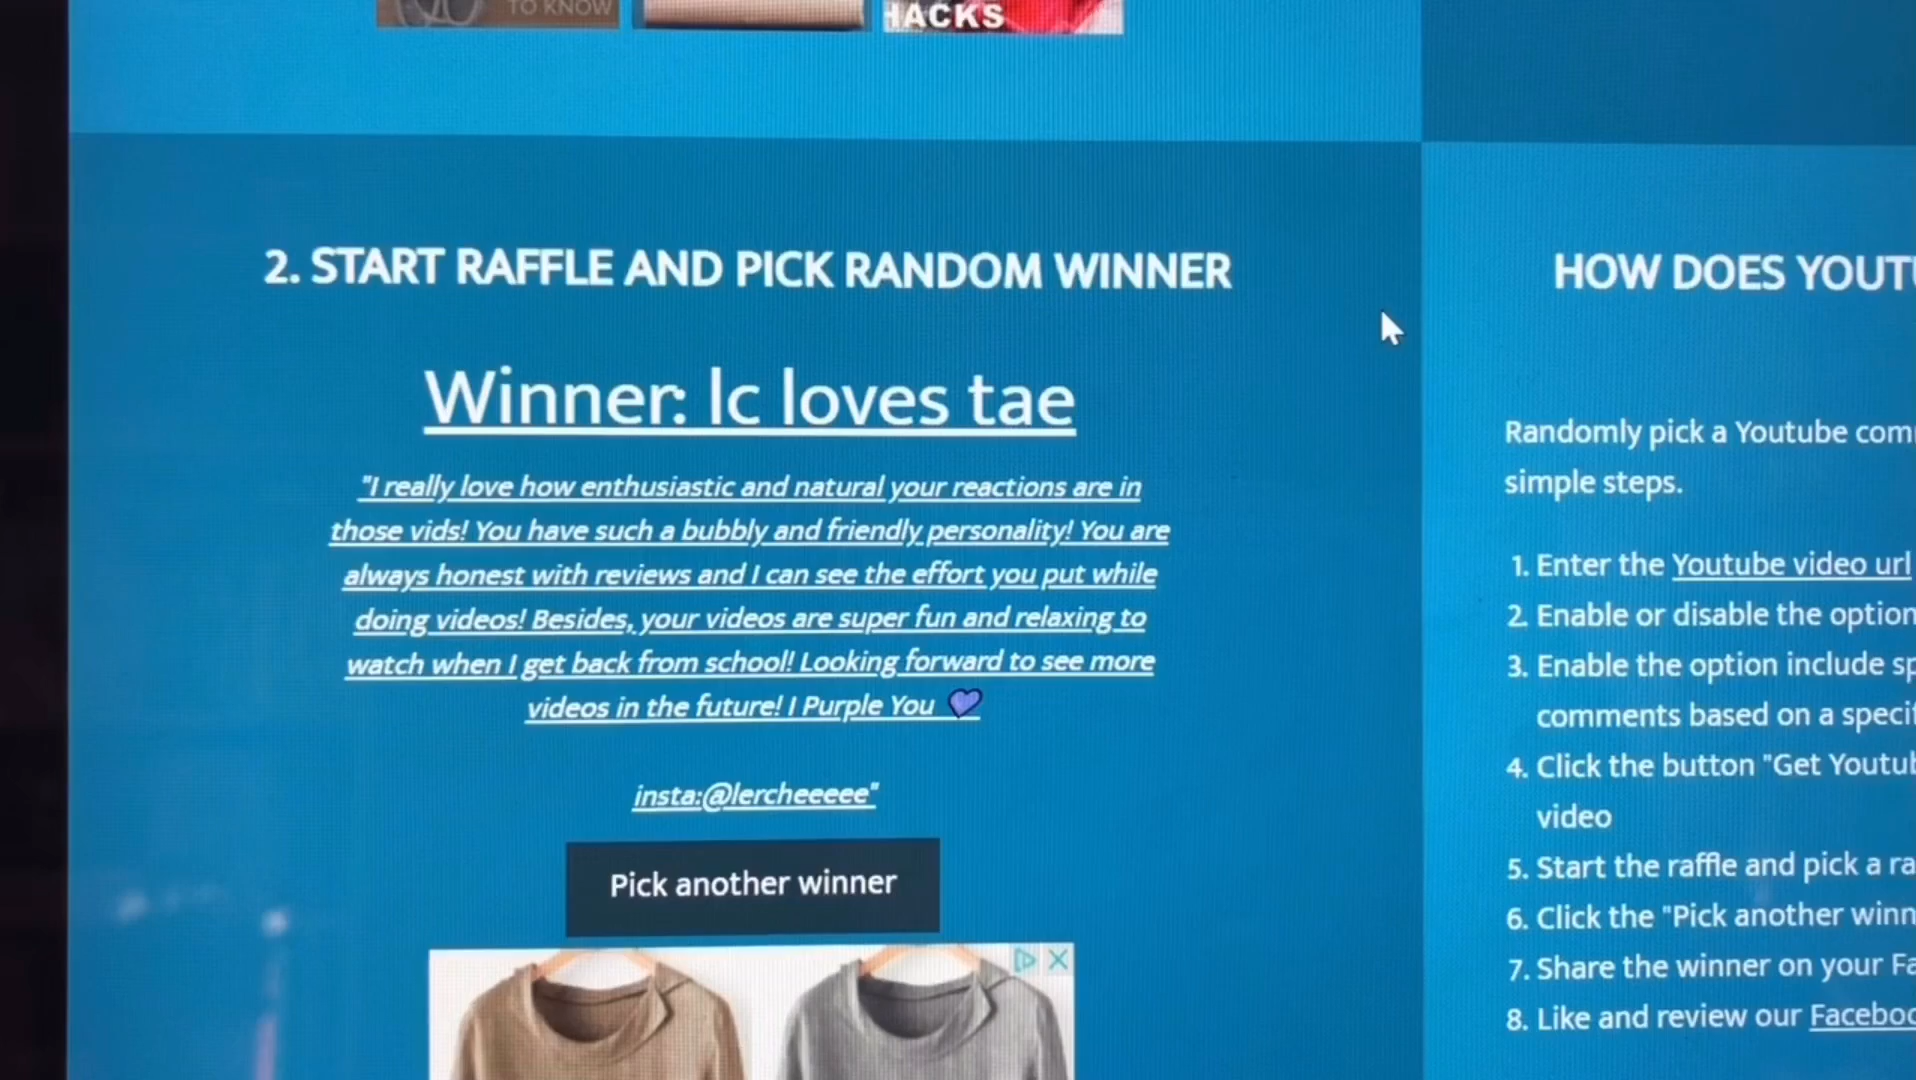 TO KNOW
HACKS
2. START RAFFLE AND PICK RANDOM WINNER
Winner: lc loves tae
"I really love how enthusiastic and natural your reactions are in
those vids! You have such a bubbly and friendly personality! You are
always honest with reviews and I can see the effort you put while
doing videos! Besides, your videos are super fun and relaxing to
watch when I get back from school! Looking forward to see more
videos in the future! I Purple You 💜
insta:@lercheeeee"
Pick another winner
HOW DOES YOUTU
Randomly pick a Youtube com
simple steps.
1. Enter the Youtube video url
2. Enable or disable the option
3. Enable the option include sp
comments based on a specif
4. Click the button "Get Youtub
video
5. Start the raffle and pick a ra
6. Click the "Pick another winn
7. Share the winner on your Fa
8. Like and review our Faceboo